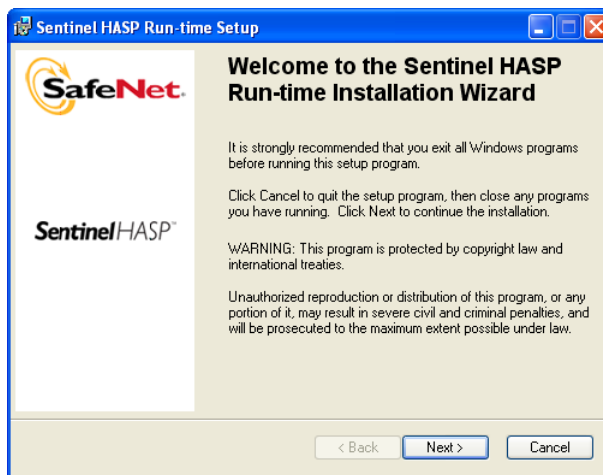 Sentinel HASP Run-time Setup
SafeNet.
Welcome to the Sentinel HASP
Run-time Installation Wizard
It is strongly recommended that you exit all Windows programs
before running this setup program.
Click Cancel to quit the setup program, then close any programs
you have running. Click Next to continue the installation.
Sentinel HASP™
WARNING: This program is protected by copyright law and
international treaties.
Unauthorized reproduction or distribution of this program, or any
portion of it, may result in severe civil and criminal penalties, and
will be prosecuted to the maximum extent possible under law.
< Back
Next >
Cancel